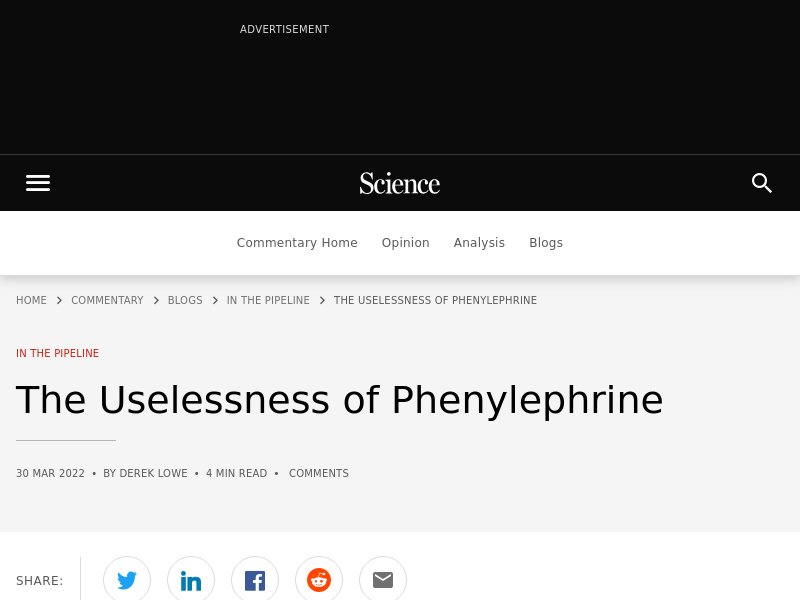 ADVERTISEMENT
Science
Commentary Home Opinion Analysis Blogs
HOME COMMENTARY BLOGS IN THE PIPELINE THE USELESSNESS OF PHENYLEPHRINE
IN THE PIPELINE
The Uselessness of Phenylephrine
30 MAR 2022 • BY DEREK LOWE • 4 MIN READ • COMMENTS
SHARE: